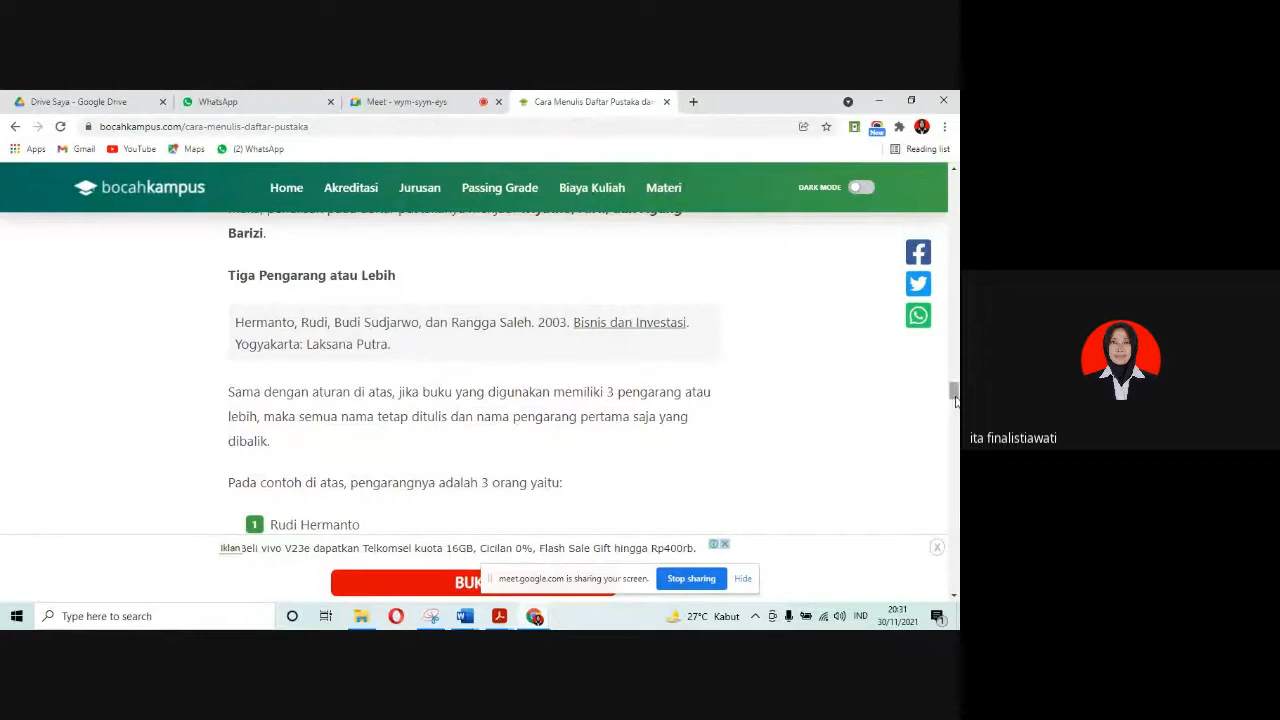 Drive Saya - Google Drive
WhatsApp
Meet - wym-syyn-eys
Cara Menulis Daftar Pustaka dan
bocahkampus.com/cara-menulis-daftar-pustaka
Apps
Gmail
YouTube
Maps
(2) WhatsApp
Reading list
New
bocahkampus
Home
Akreditasi
Jurusan
Passing Grade
Biaya Kuliah
Materi
DARK MODE
Barizi.
Tiga Pengarang atau Lebih
Hermanto, Rudi, Budi Sudjarwo, dan Rangga Saleh. 2003. Bisnis dan Investasi.
Yogyakarta: Laksana Putra.
Sama dengan aturan di atas, jika buku yang digunakan memiliki 3 pengarang atau
lebih, maka semua nama tetap ditulis dan nama pengarang pertama saja yang
dibalik.
Pada contoh di atas, pengarangnya adalah 3 orang yaitu:
1 Rudi Hermanto
Iklan 3eli vivo V23e dapatkan Telkomsel kuota 16GB, Cicilan 0%, Flash Sale Gift hingga Rp400rb.
BUK
meet.google.com is sharing your screen.
Stop sharing
Hide
ita finalistiawati
Type here to search
27°C Kabut
IND
20:31
30/11/2021
1